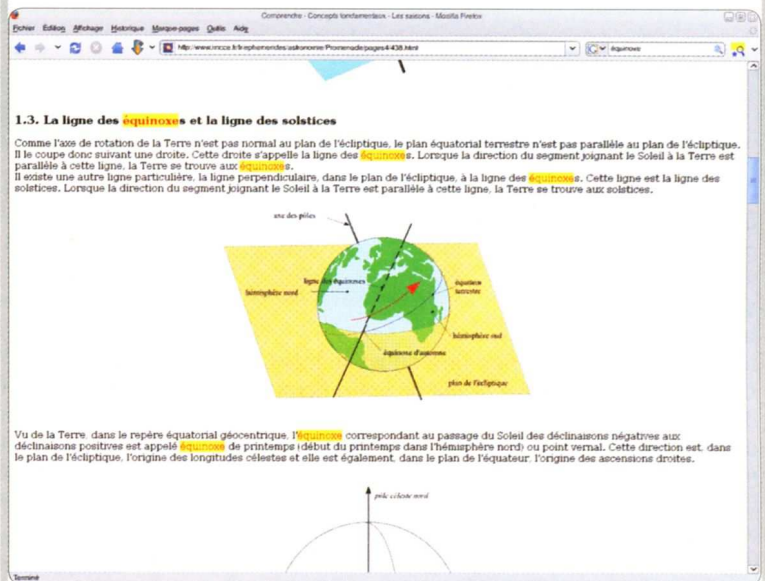 Comprendre - Concepts fondamentaux - Les saisons - Mozilla Firefox
Fichier Édition Affichage Historique Marque-pages Outils Aide
équinoxe
1.3. La ligne des équinoxes et la ligne des solstices
Comme l'axe de rotation de la Terre n'est pas normal au plan de l'écliptique, le plan équatorial terrestre n'est pas parallèle au plan de l'écliptique.
Il le coupe donc suivant une droite. Cette droite s'appelle la ligne des équinoxes. Lorsque la direction du segment joignant le Soleil à la Terre est
parallèle à cette ligne, la Terre se trouve aux équinoxes.
Il existe une autre ligne particulière, la ligne perpendiculaire, dans le plan de l'écliptique, à la ligne des équinoxes. Cette ligne est la ligne des
solstices. Lorsque la direction du segment joignant le Soleil à la Terre est parallèle à cette ligne, la Terre se trouve aux solstices.
axe des pôles
ligne des équinoxes
hémisphère nord
équateur
terrestre
hémisphère sud
équinoxe d'automne
plan de l'écliptique
Vu de la Terre, dans le repère équatorial géocentrique, l'équinoxe correspondant au passage du Soleil des déclinaisons négatives aux
déclinaisons positives est appelé équinoxe de printemps (début du printemps dans l'hémisphère nord) ou point vernal. Cette direction est, dans
le plan de l'écliptique, l'origine des longitudes célestes et elle est également, dans le plan de l'équateur, l'origine des ascensions droites.
pôle céleste nord
Terminé